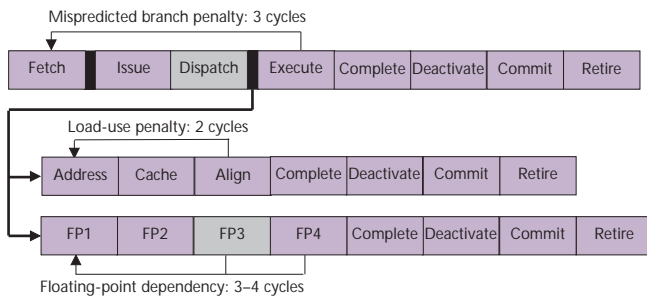 Mispredicted branch penalty: 3 cycles
Fetch Issue Dispatch Execute Complete Deactivate Commit Retire
Load-use penalty: 2 cycles
Address Cache Align Complete Deactivate Commit Retire
FP1 FP2 FP3 FP4 Complete Deactivate Commit Retire
Floating-point dependency: 3–4 cycles